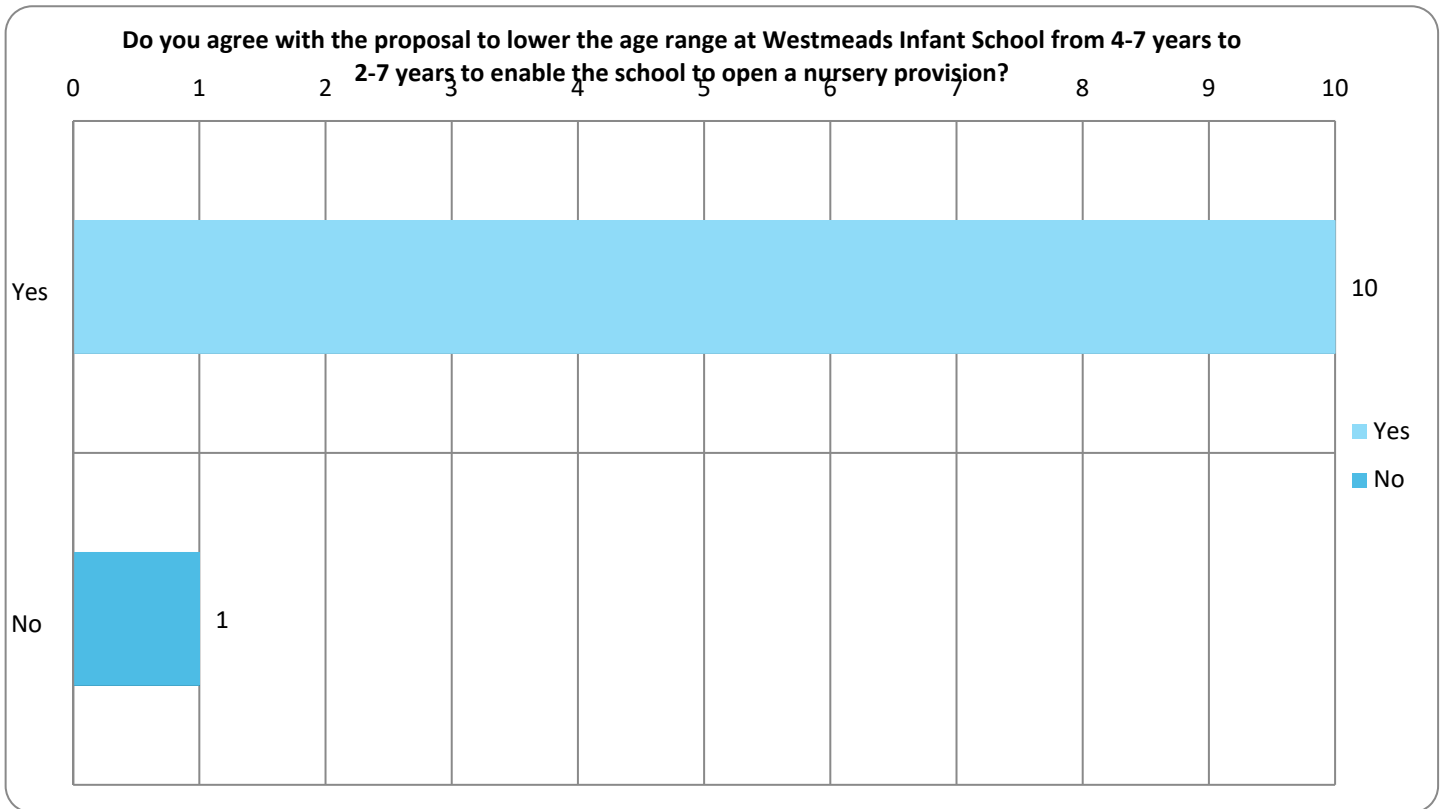 Do you agree with the proposal to lower the age range at Westmeads Infant School from 4-7 years to
2-7 years to enable the school to open a nursery provision?
0 1 2 3 4 5 6 7 8 9 10
Yes
10
Yes
No
No
1